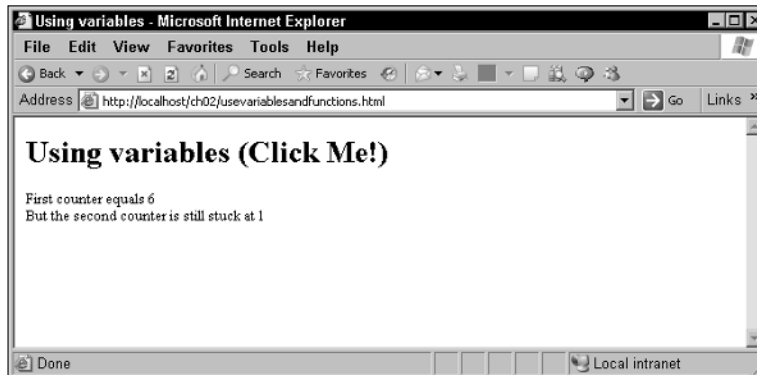 Using variables - Microsoft Internet Explorer
File Edit View Favorites Tools Help
Back Search Favorites
Address http://localhost/ch02/usevariablesandfunctions.html Go Links »
Using variables (Click Me!)
First counter equals 6
But the second counter is still stuck at 1
Done Local intranet